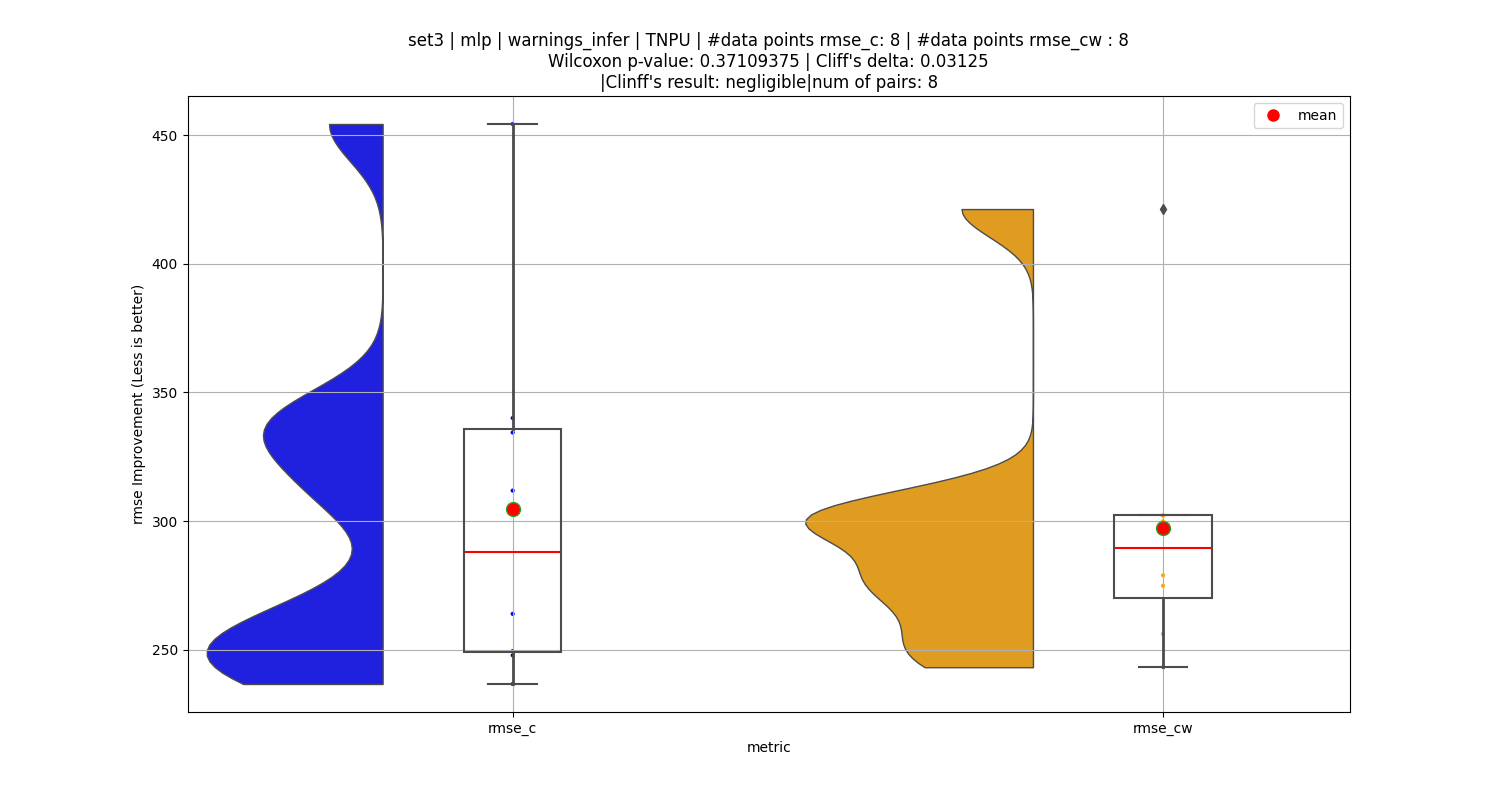 set3 | mlp | warnings_infer | TNPU | #data points rmse_c: 8 | #data points rmse_cw : 8
Wilcoxon p-value: 0.37109375 | Cliff's delta: 0.03125
|Clinff's result: negligible|num of pairs: 8
mean
450
400
350
300
250
rmse Improvement (Less is better)
rmse_c
rmse_cw
metric